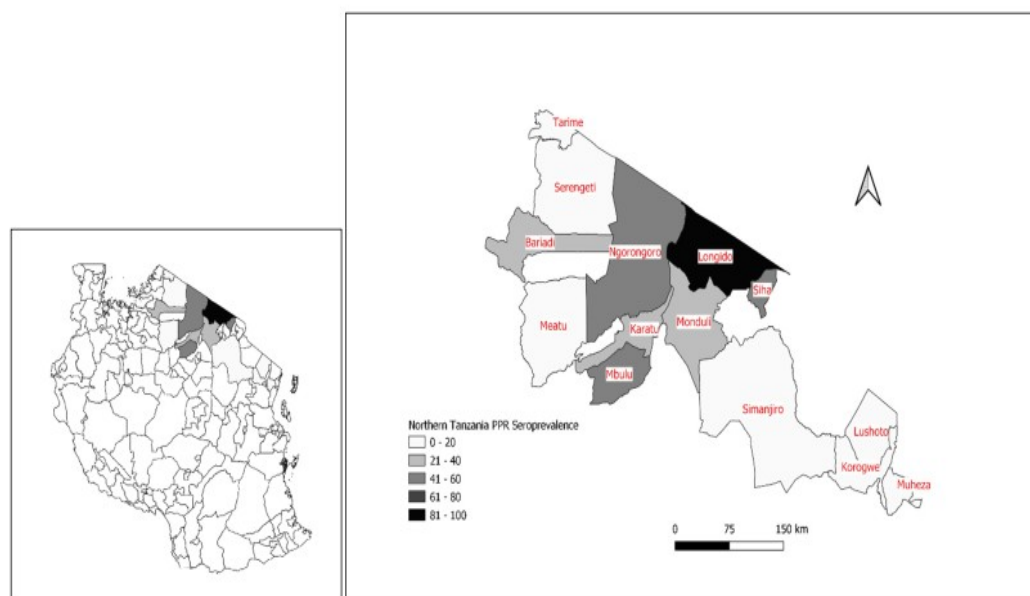 Tarime
Serengeti
Bariadi
Ngorongoro
Longido
Siha
Meatu
Karatu
Monduli
Mbulu
Simanjiro
Lushoto
Korogwe
Muheza
Northern Tanzania PPR Seroprevalence
0 - 20
21 - 40
41 - 60
61 - 80
81 - 100
0 75 150 km